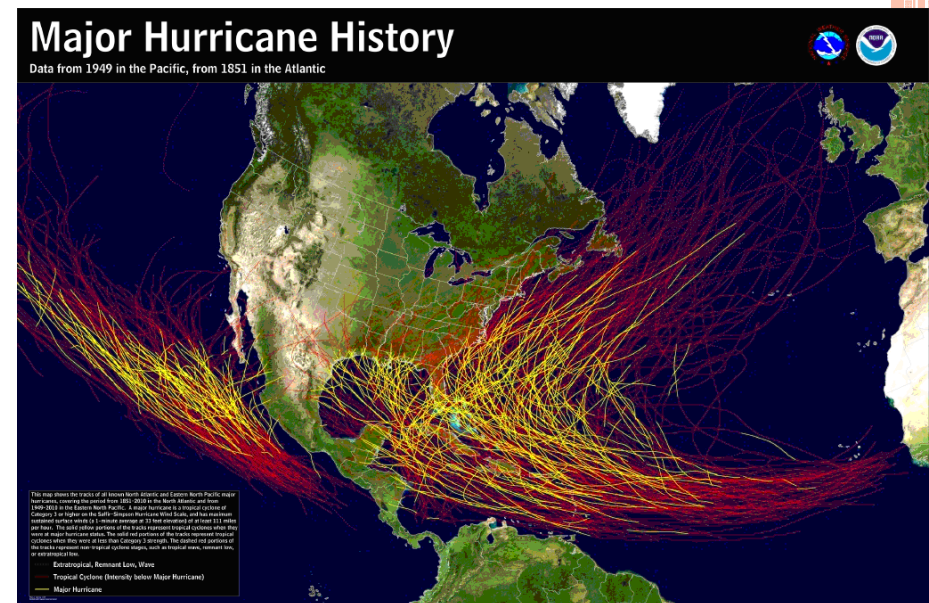 Major Hurricane History
Data from 1949 in the Pacific, from 1851 in the Atlantic
NOAA
This map shows the tracks of all known North Atlantic and Eastern North Pacific major
hurricanes, covering the period from 1851-2010 in the North Atlantic and from
1949-2010 in the Eastern North Pacific. A major hurricane is a tropical cyclone of
Category 3 or higher on the Saffir-Simpson Hurricane Wind Scale, and has maximum
sustained surface winds (a 1-minute average at 33 feet elevation) of at least 111 miles
per hour. The solid yellow portions of the tracks represent tropical cyclones when they
were at major hurricane status. The solid red portions of the tracks represent tropical
cyclones when they were at less than Category 3 strength. The dashed red portions of
the tracks represent non-tropical cyclone stages, such as tropical wave, remnant low,
or extratropical low.
Extratropical, Remnant Low, Wave
Tropical Cyclone (Intensity below Major Hurricane)
Major Hurricane